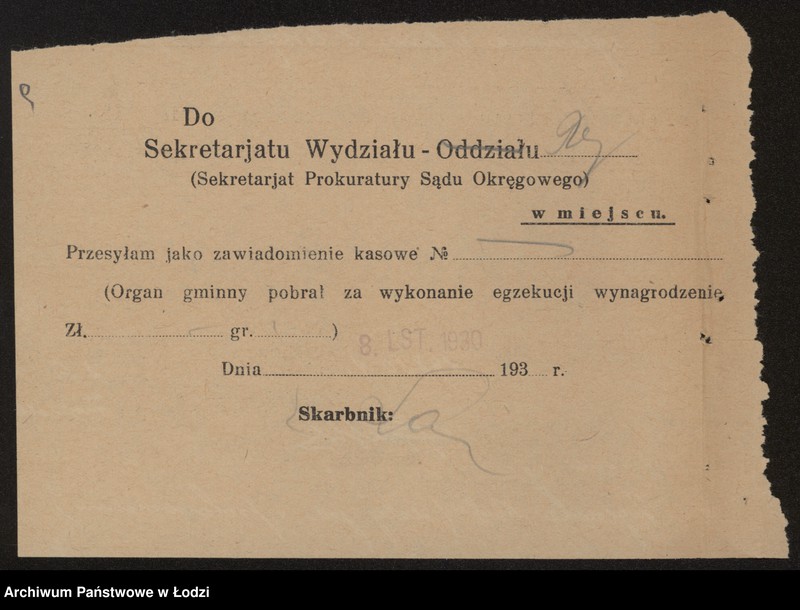 Do
Sekretarjatu Wydziału - Oddziału
(Sekretarjat Prokuratury Sądu Okręgowego)
w miejscu.
Przesyłam jako zawiadomienie kasowe №
(Organ gminny pobrał za wykonanie egzekucji wynagrodzenie
Zł. gr. )
8. LST. 1930
Dnia 193 r.
Skarbnik:
Archiwum Państwowe w Łodzi